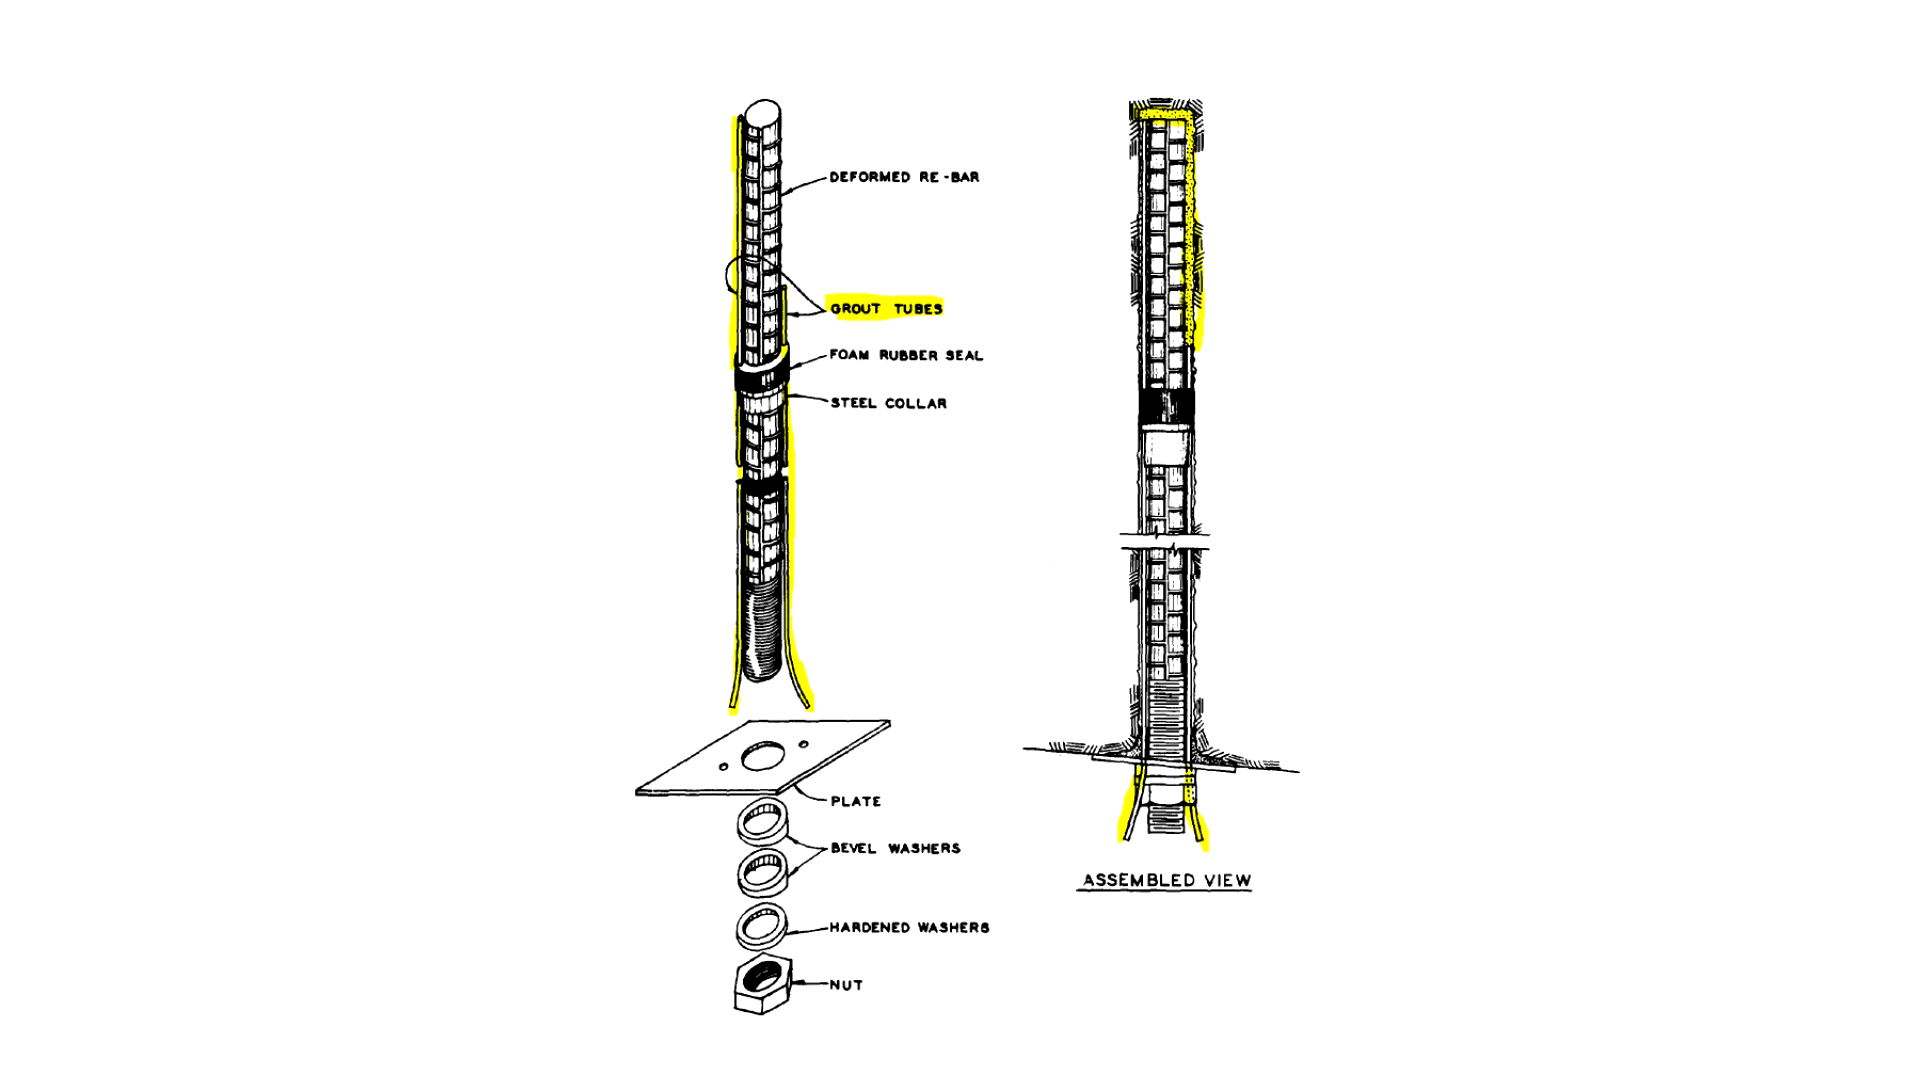 DEFORMED RE-BAR
GROUT TUBES
FOAM RUBBER SEAL
STEEL COLLAR
PLATE
BEVEL WASHERS
HARDENED WASHERS
NUT
ASSEMBLED VIEW